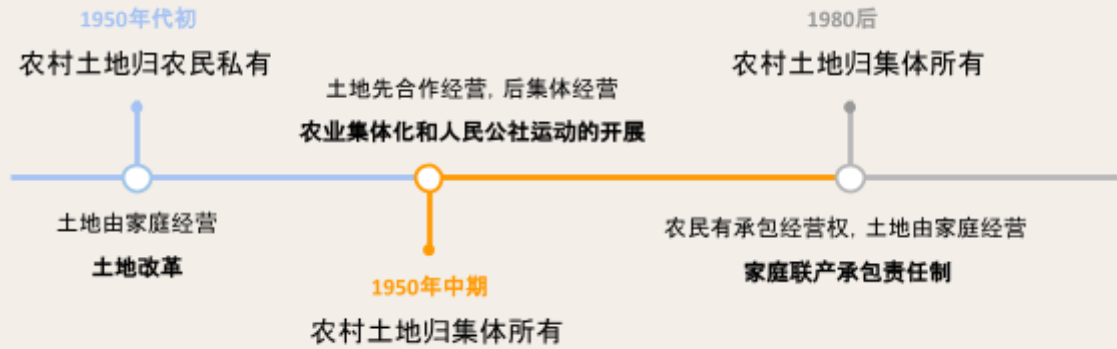 1950年代初
农村土地归农民私有
土地由家庭经营
土地改革
土地先合作经营, 后集体经营
农业集体化和人民公社运动的开展
1950年中期
农村土地归集体所有
1980后
农村土地归集体所有
农民有承包经营权, 土地由家庭经营
家庭联产承包责任制